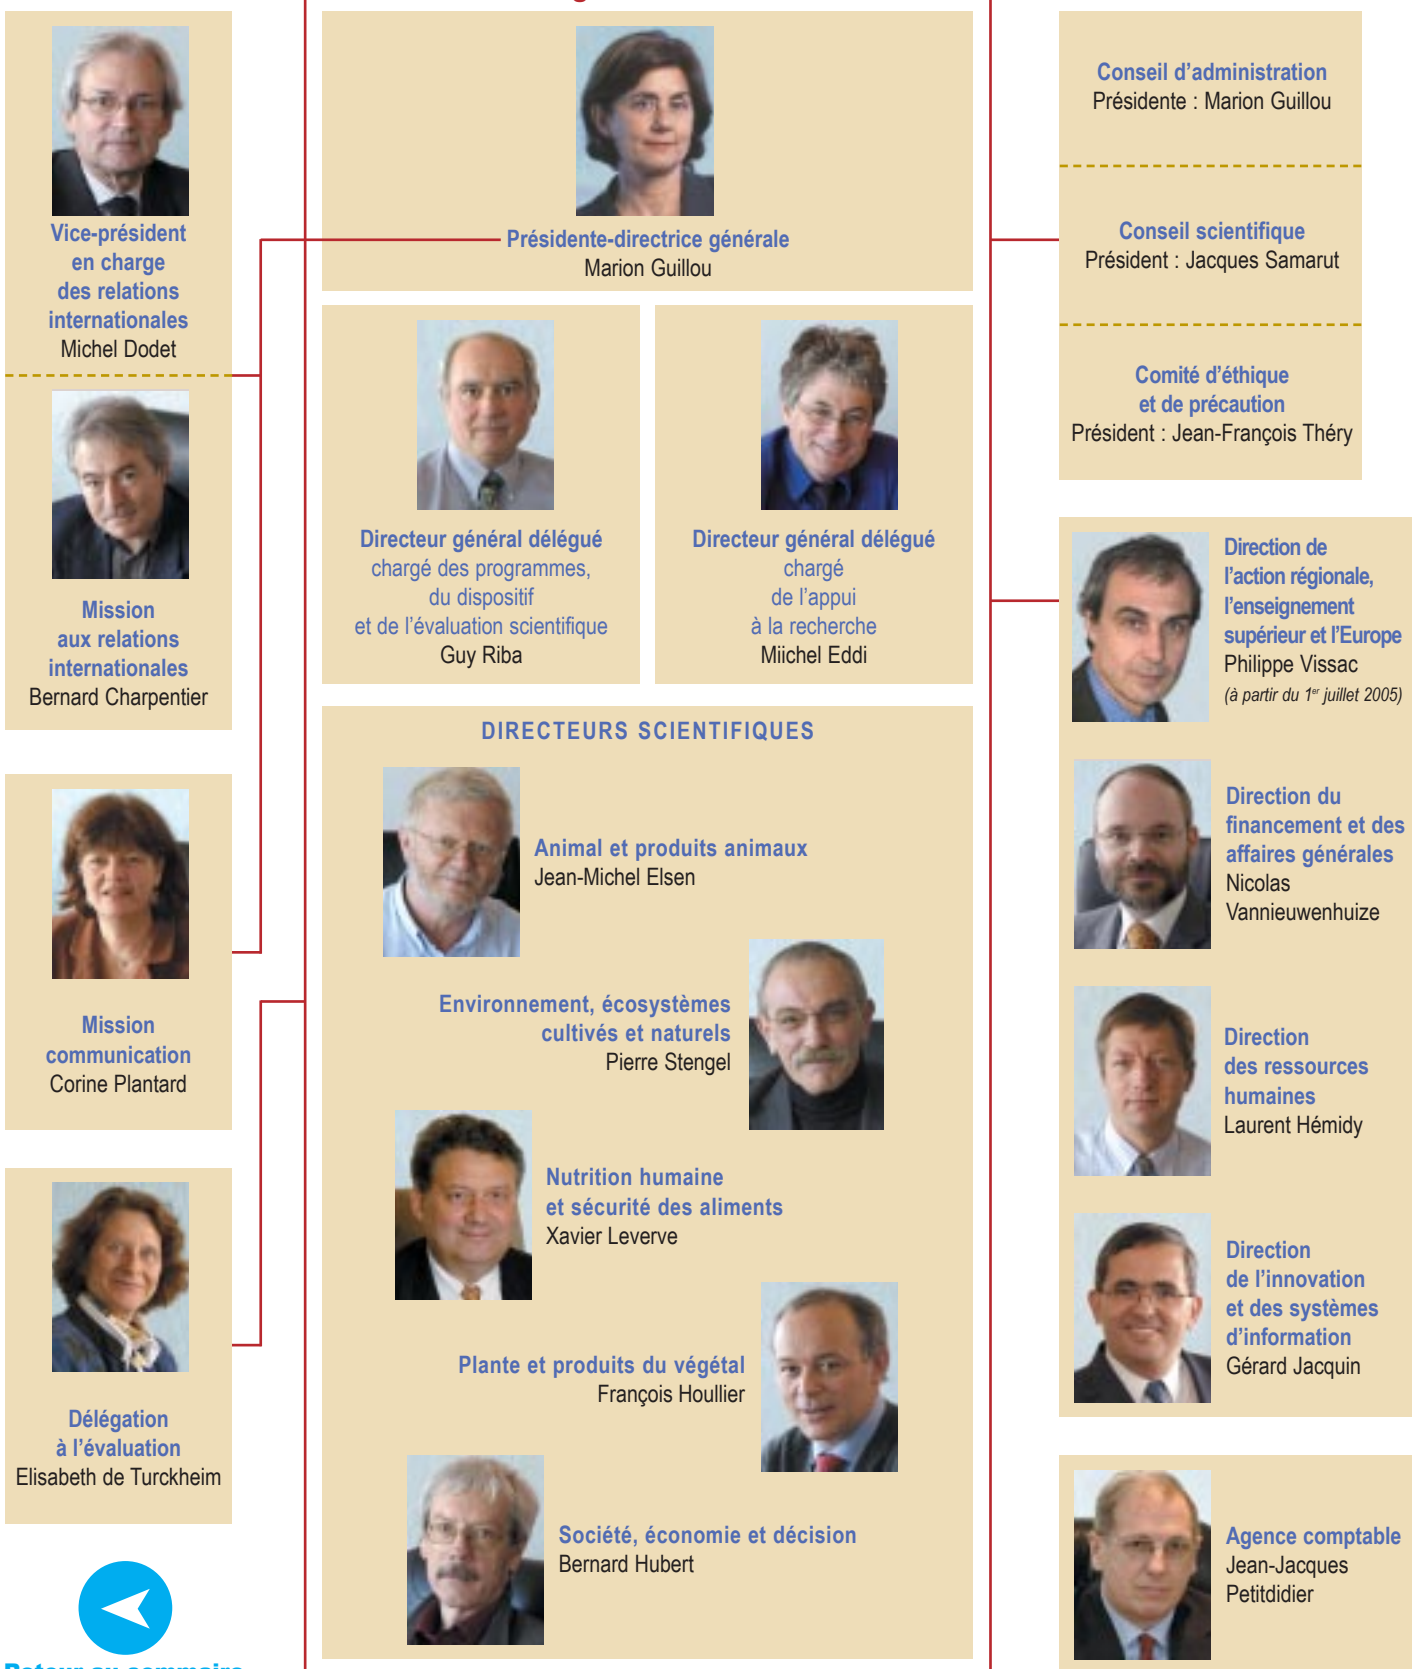 Vice-président
en charge
des relations
internationales
Michel Dodet
Mission
aux relations
internationales
Bernard Charpentier
Mission
communication
Corine Plantard
Délégation
à l'évaluation
Elisabeth de Turckheim
Retour au sommaire
Présidente-directrice générale
Marion Guillou
Directeur général délégué
chargé des programmes,
du dispositif
et de l'évaluation scientifique
Guy Riba
Directeur général délégué
chargé
de l'appui
à la recherche
Miichel Eddi
DIRECTEURS SCIENTIFIQUES
Animal et produits animaux
Jean-Michel Elsen
Environnement, écosystèmes
cultivés et naturels
Pierre Stengel
Nutrition humaine
et sécurité des aliments
Xavier Leverve
Plante et produits du végétal
François Houllier
Société, économie et décision
Bernard Hubert
Conseil d'administration
Présidente : Marion Guillou
Conseil scientifique
Président : Jacques Samarut
Comité d'éthique
et de précaution
Président : Jean-François Théry
Direction de
l'action régionale,
l'enseignement
supérieur et l'Europe
Philippe Vissac
(à partir du 1er juillet 2005)
Direction du
financement et des
affaires générales
Nicolas
Vannieuwenhuize
Direction
des ressources
humaines
Laurent Hémidy
Direction
de l'innovation
et des systèmes
d'information
Gérard Jacquin
Agence comptable
Jean-Jacques
Petitdidier